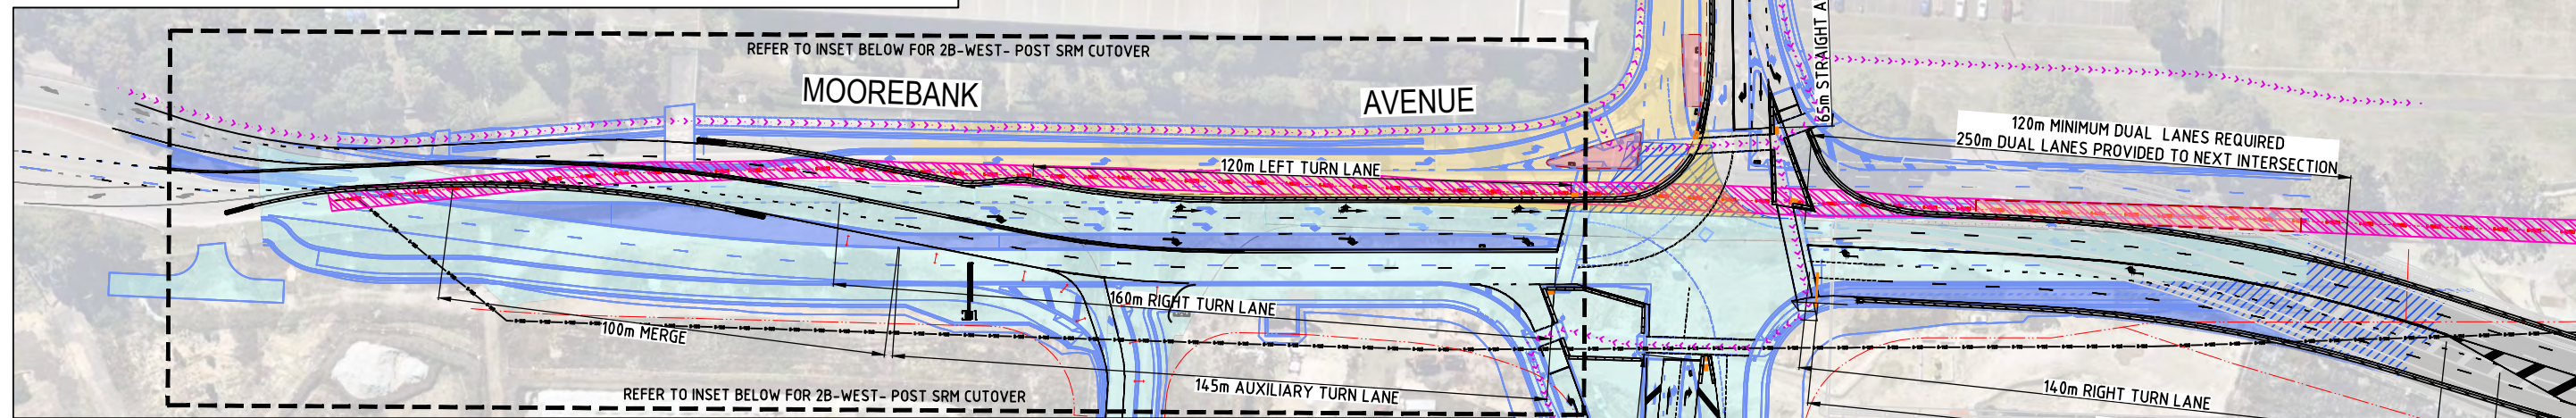 REFER TO INSET BELOW FOR 2B-WEST- POST SRM CUTOVER
MOOREBANK
AVENUE
65m STRAIGHT A
120m MINIMUM DUAL LANES REQUIRED
250m DUAL LANES PROVIDED TO NEXT INTERSECTION
120m LEFT TURN LANE
160m RIGHT TURN LANE
100m MERGE
145m AUXILIARY TURN LANE
140m RIGHT TURN LANE
REFER TO INSET BELOW FOR 2B-WEST- POST SRM CUTOVER